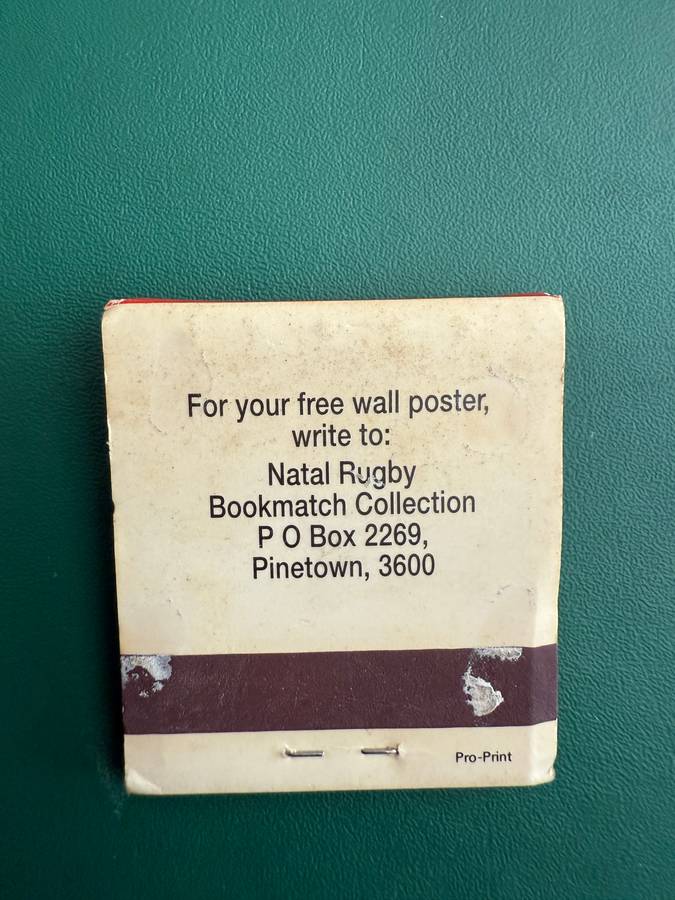 For your free wall poster,
write to:
Natal Rugby
Bookmatch Collection
P O Box 2269,
Pinetown, 3600
Pro-Print